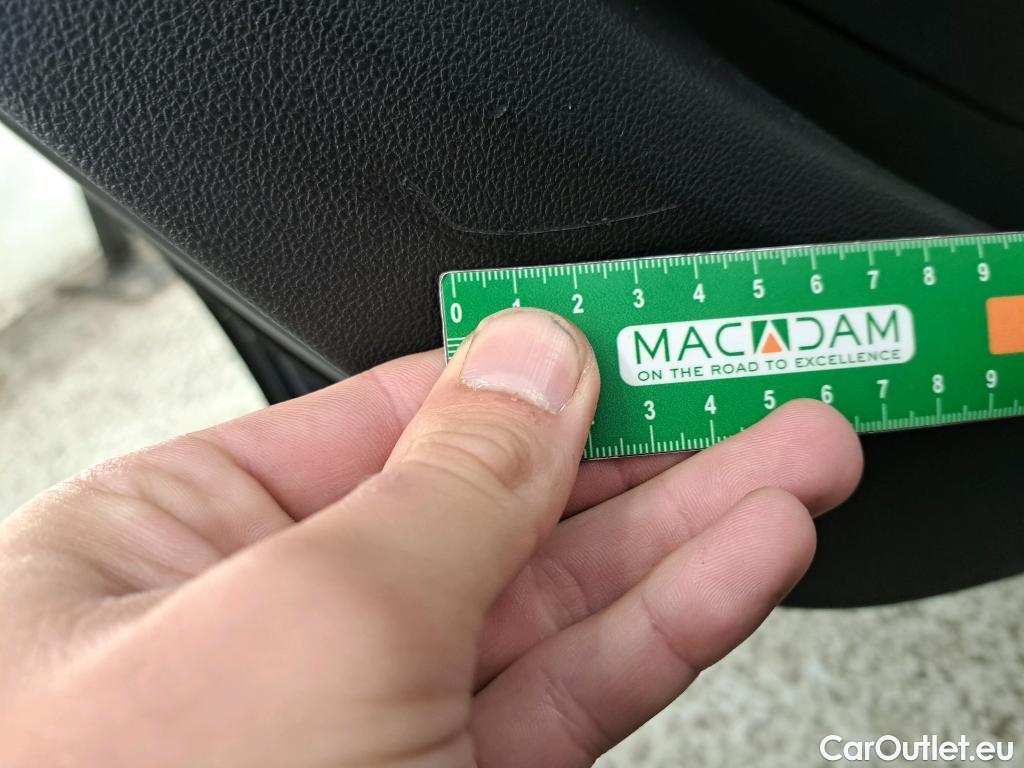 0 1 2 3 4 5 6 7 8 9
MACADAM
ON THE ROAD TO EXCELLENCE
3 4 5 6 7 8 9
CarOutlet.eu